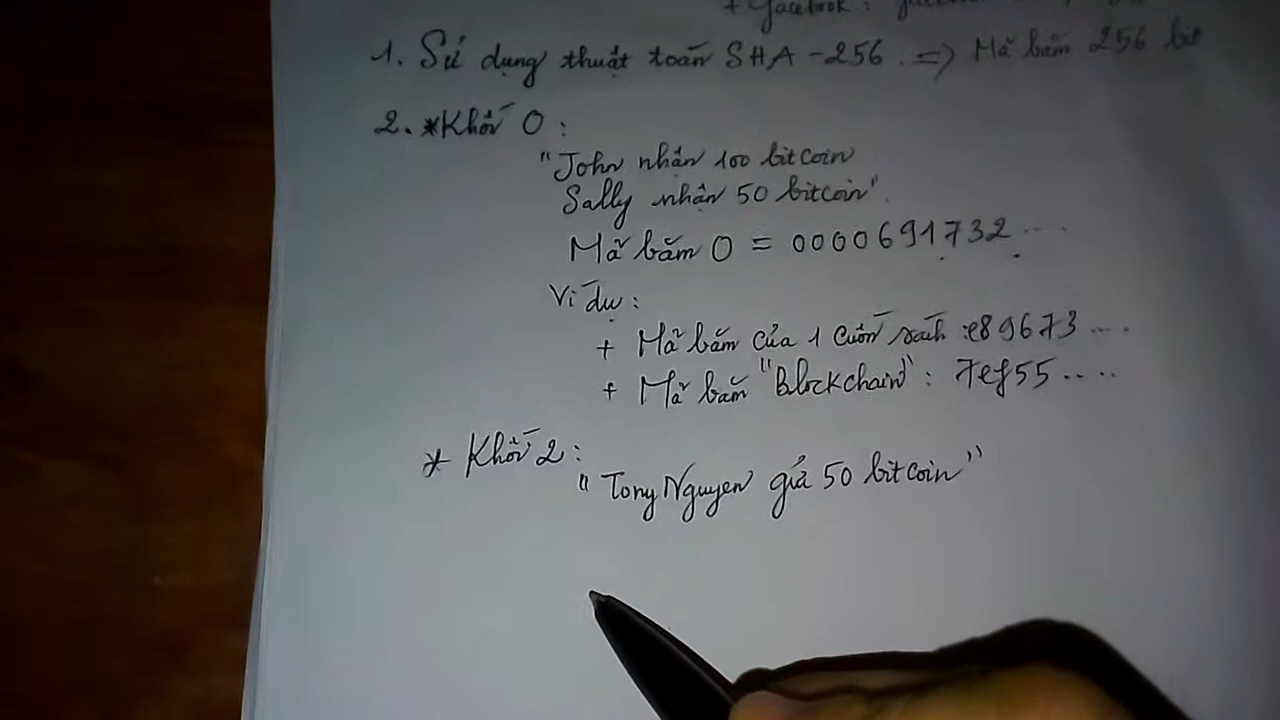 + Facebook:
1. Sử dụng thuật toán SHA-256 => Mã băm 256 bit
2. *Khối 0:
"John nhận 100 bitcoin
Sally nhận 50 bitcoin".
Mã băm 0 = 0000691732....
Ví dụ:
+ Mã băm của 1 cuốn sách: e89673....
+ Mã băm "Blockchain": 7ef55....
* Khối 2:
"Tony Nguyen giả 50 bitcoin"